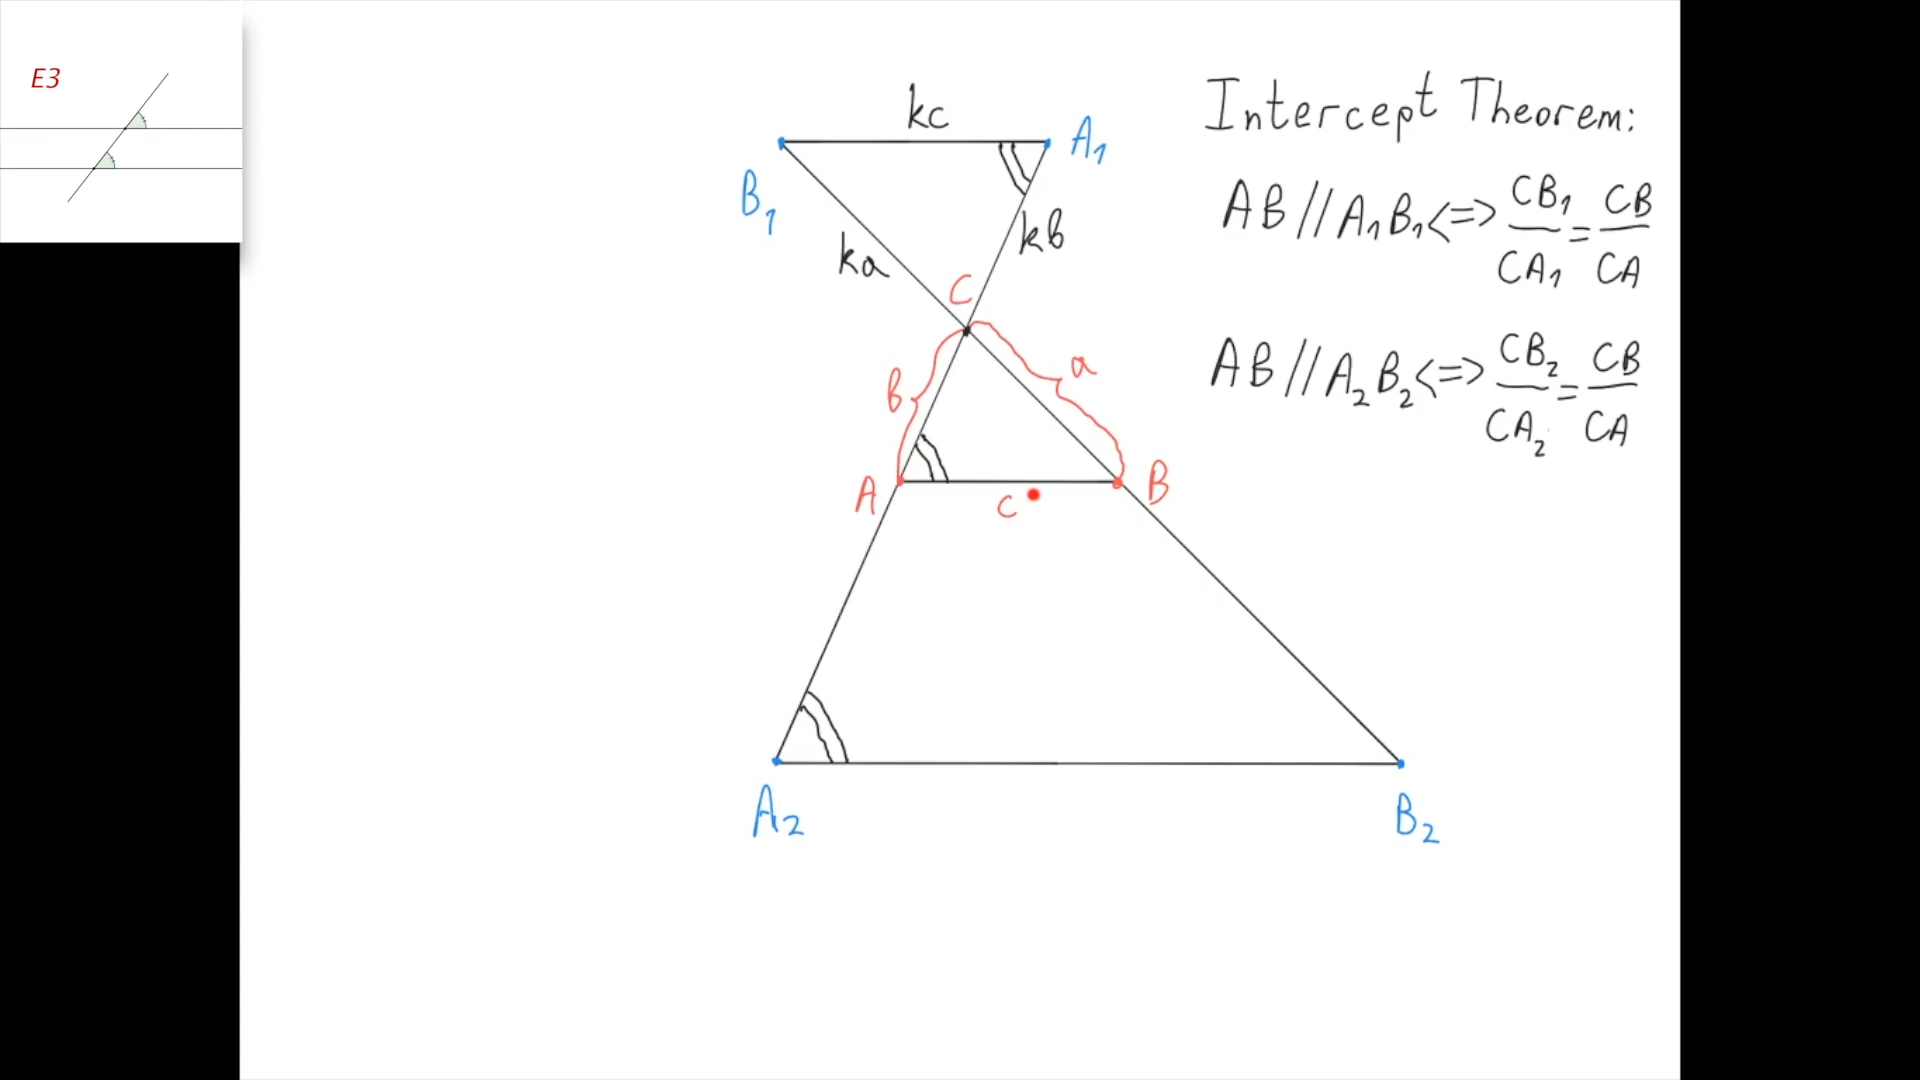 E3
kc
A₁
B₁
ka
kb
C
b
a
A
c
B
A₂
B₂
Intercept Theorem:
AB // A₁B₁ <=> CB₁/CA₁ = CB/CA
AB // A₂B₂ <=> CB₂/CA₂ = CB/CA